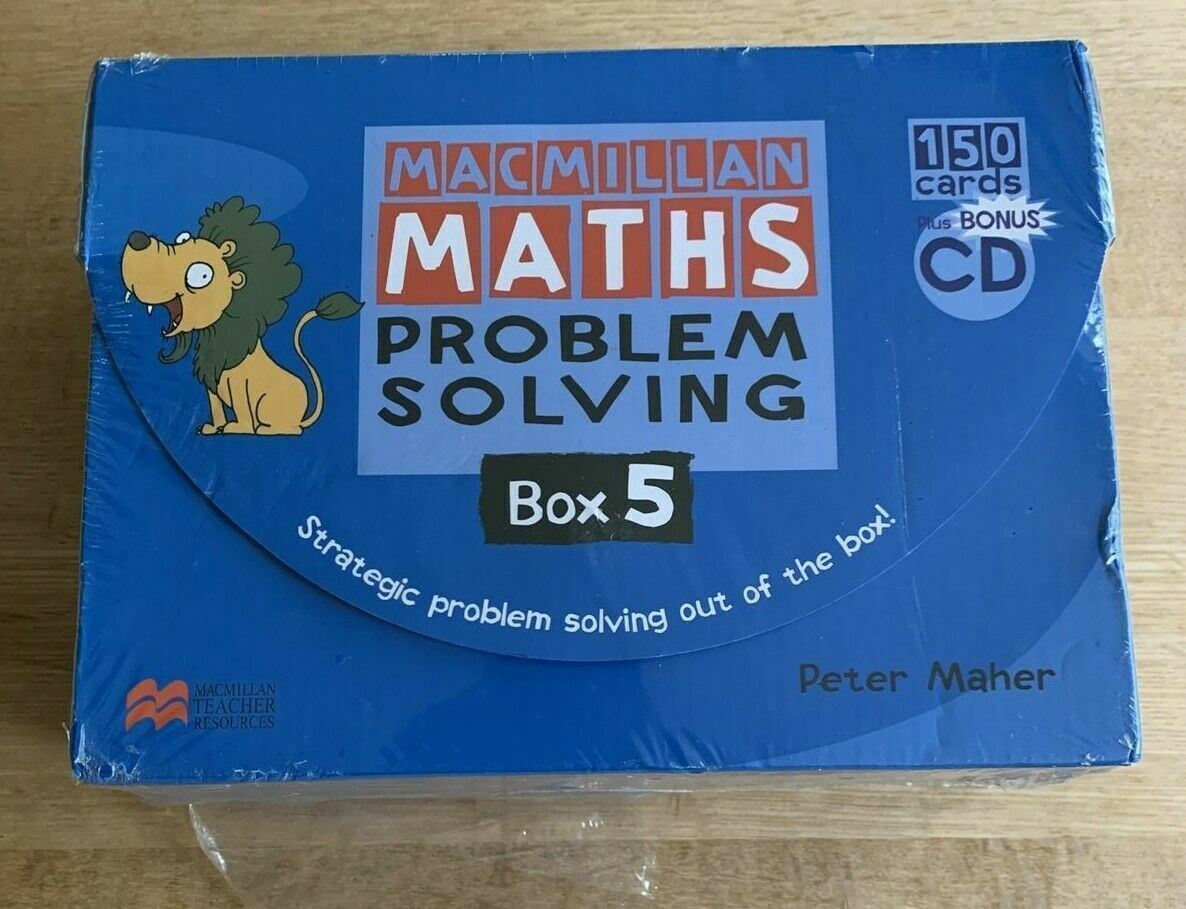 MACMILLAN
MATHS
PROBLEM
SOLVING
Box 5
Strategic problem solving out of the box!
150
cards
Plus BONUS
CD
Peter Maher
MACMILLAN
TEACHER
RESOURCES